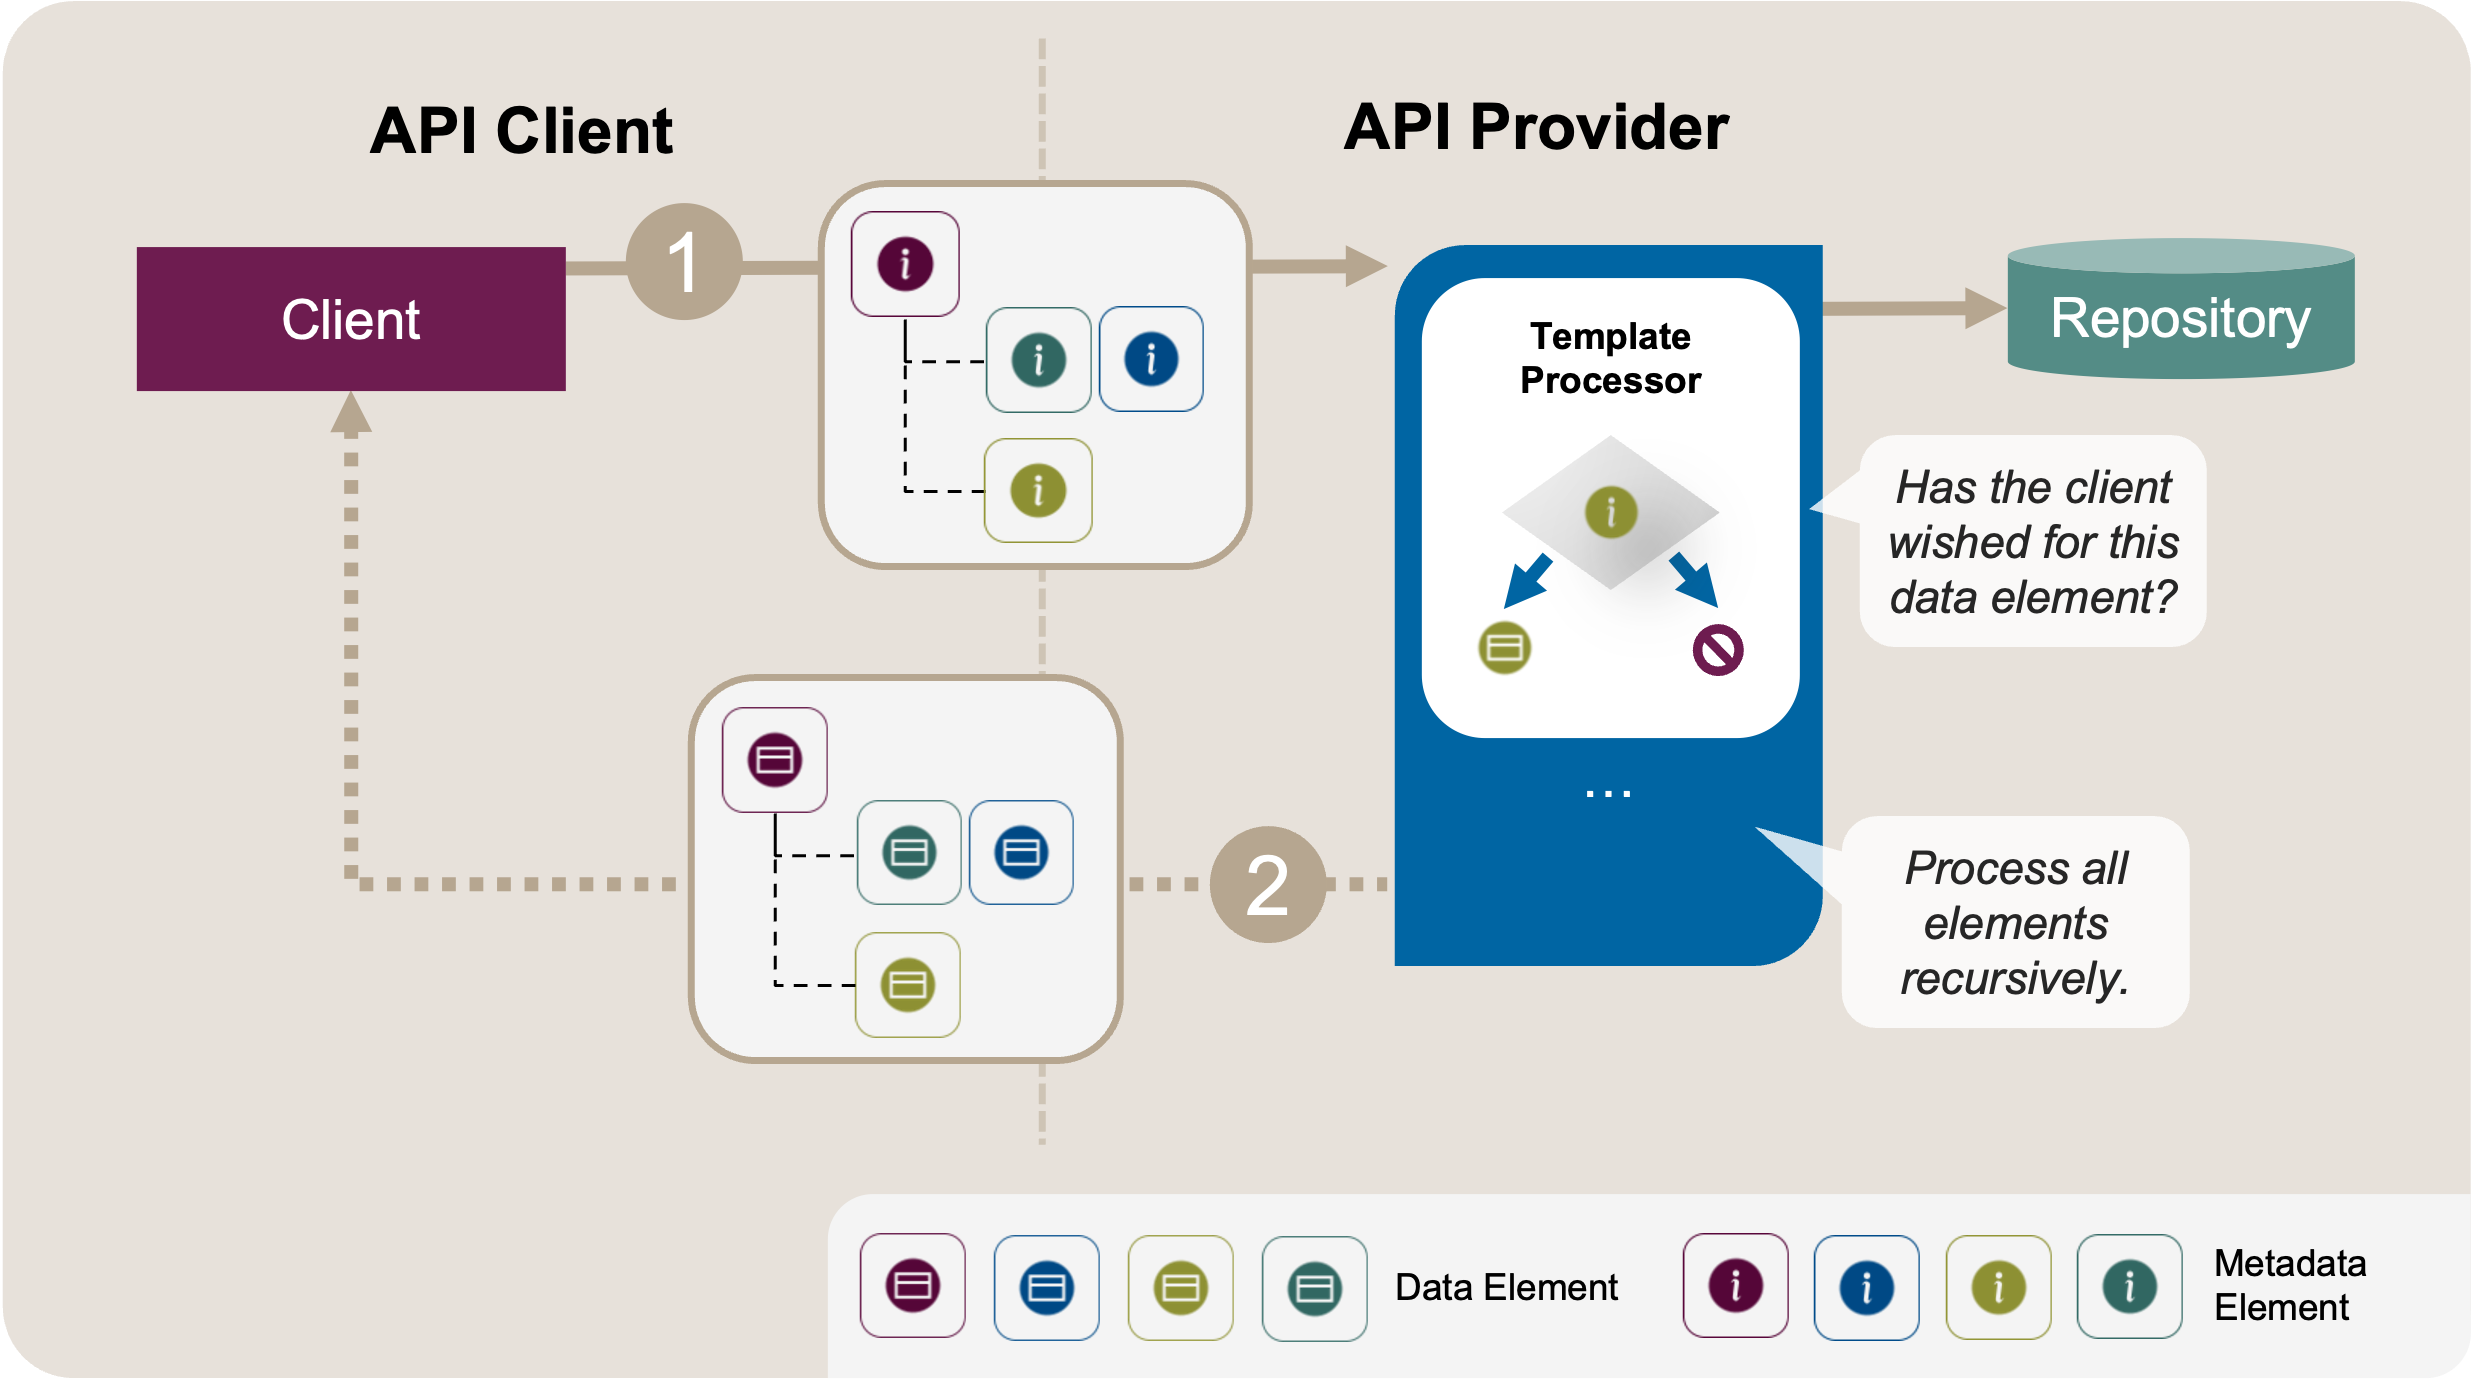 API Client
API Provider
1
Client
Template
Processor
Repository
Has the client
wished for this
data element?
...
2
Process all
elements
recursively.
Data Element
Metadata
Element